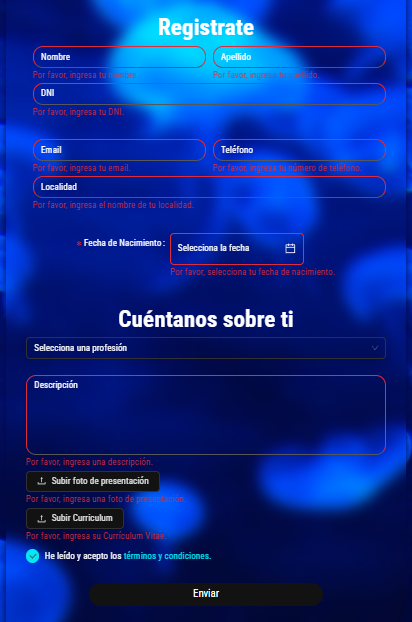 Registrate
Nombre Apellido
Por favor, ingresa tu nombre. Por favor, ingresa tu apellido.
DNI
Por favor, ingresa tu DNI.
Email Teléfono
Por favor, ingresa tu email. Por favor, ingresa tu número de teléfono.
Localidad
Por favor, ingresa el nombre de tu localidad.
* Fecha de Nacimiento : Selecciona la fecha
Por favor, selecciona tu fecha de nacimiento.
Cuéntanos sobre ti
Selecciona una profesión
Descripción
Por favor, ingresa una descripción.
Subir foto de presentación
Por favor, ingresa una foto de presentación.
Subir Curriculum
Por favor, ingresa su Currículum Vitae.
He leído y acepto los términos y condiciones.
Enviar